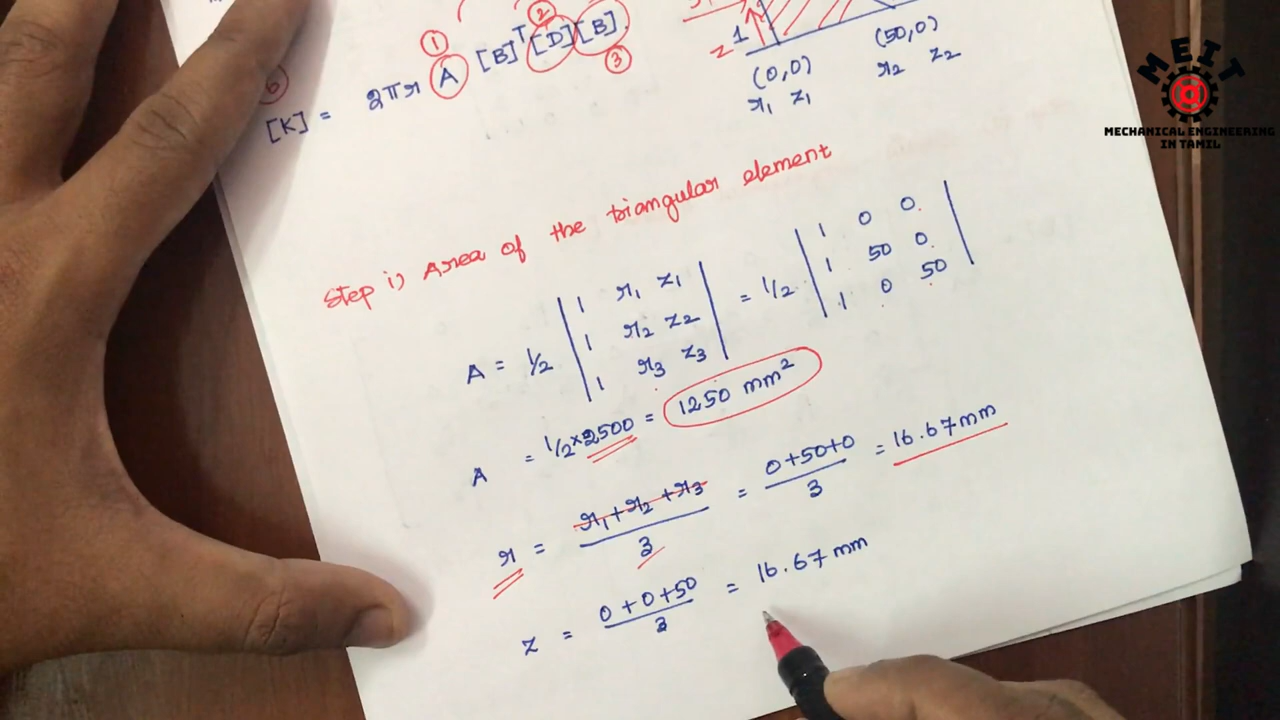 ① ②
[K] = 2πr A [B]ᵀ [D] [B].
③
⑥
1
z
(0,0) (50,0)
r₁ z₁ r₂ z₂
MEIT
MECHANICAL ENGINEERING
IN TAMIL
Step i) Area of the triangular element
A = 1/2 | 1 r₁ z₁ | = 1/2 | 1 0 0. |
| 1 r₂ z₂ | | 1 50 0. |
| 1 r₃ z₃ | | 1 0 50 |
A = 1/2 × 2500 = 1250 mm²
r = r₁+r₂+r₃ / 3 = 0+50+0 / 3 = 16.67 mm
z = 0+0+50 / 3 = 16.67 mm